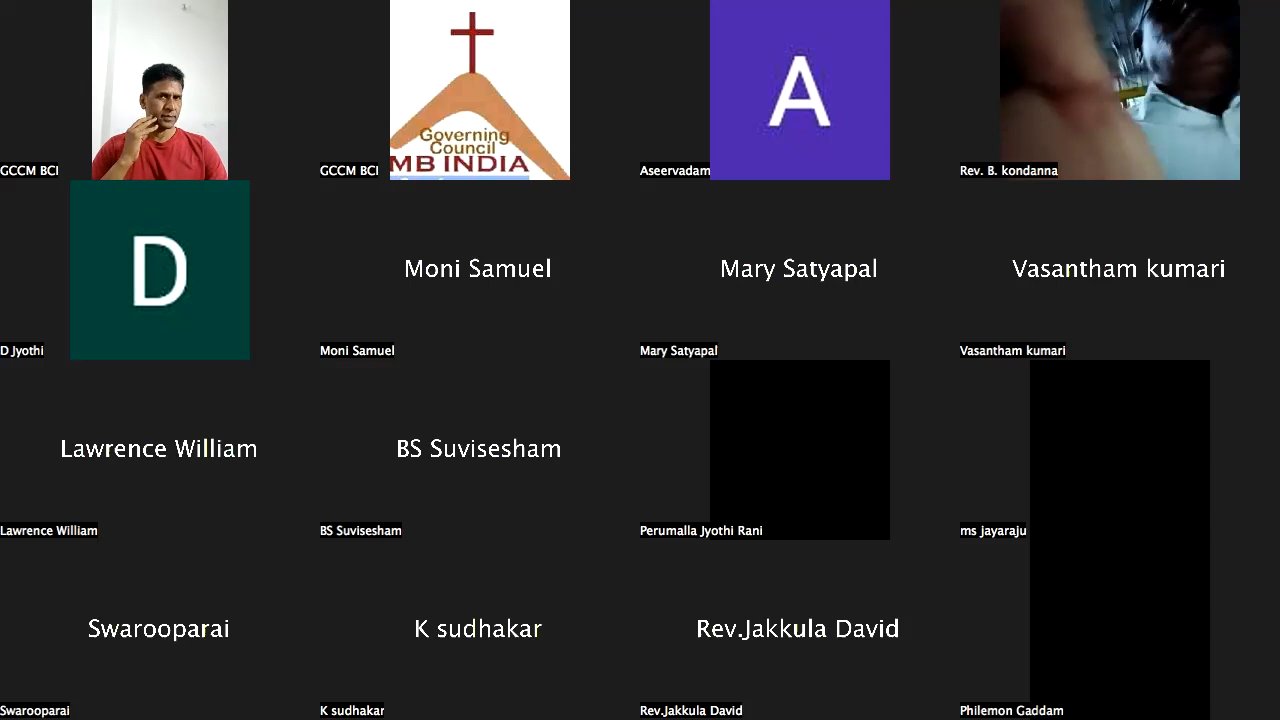 Governing
Council
MB INDIA
A
GCCM BCI
GCCM BCI
Aseervadam
Rev. B. kondanna
D
Moni Samuel
Mary Satyapal
Vasantham kumari
D Jyothi
Moni Samuel
Mary Satyapal
Vasantham kumari
Lawrence William
BS Suvisesham
Lawrence William
BS Suvisesham
Perumalla Jyothi Rani
ms jayaraju
Swarooparai
K sudhakar
Rev.Jakkula David
Swarooparai
K sudhakar
Rev.Jakkula David
Philemon Gaddam